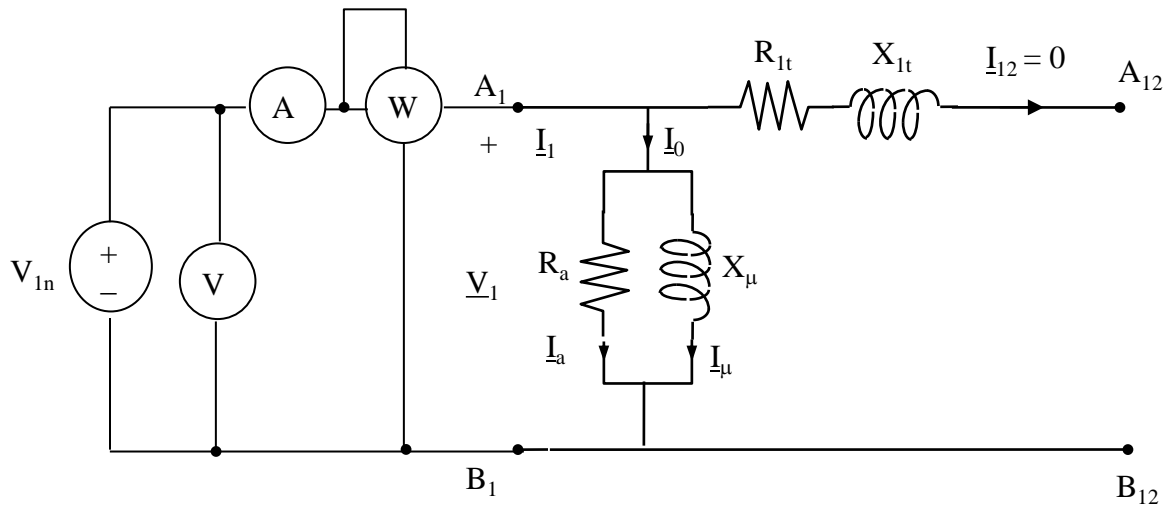 R1t
X1t
I12 = 0
A12
A
W
A1
+
I1
I0
V1n
+
–
V
V1
Ra
Xμ
Ia
Iμ
B1
B12